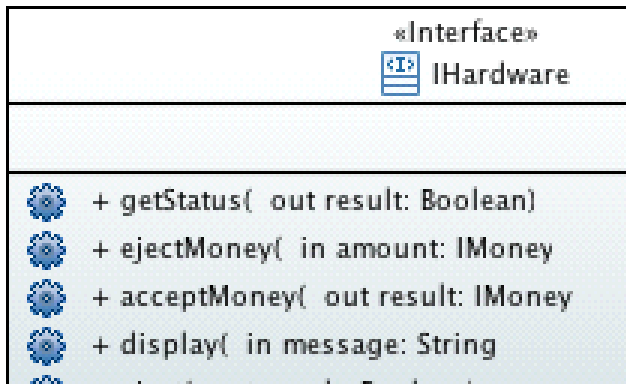 «Interface»
IHardware
+ getStatus( out result: Boolean)
+ ejectMoney( in amount: IMoney
+ acceptMoney( out result: IMoney
+ display( in message: String